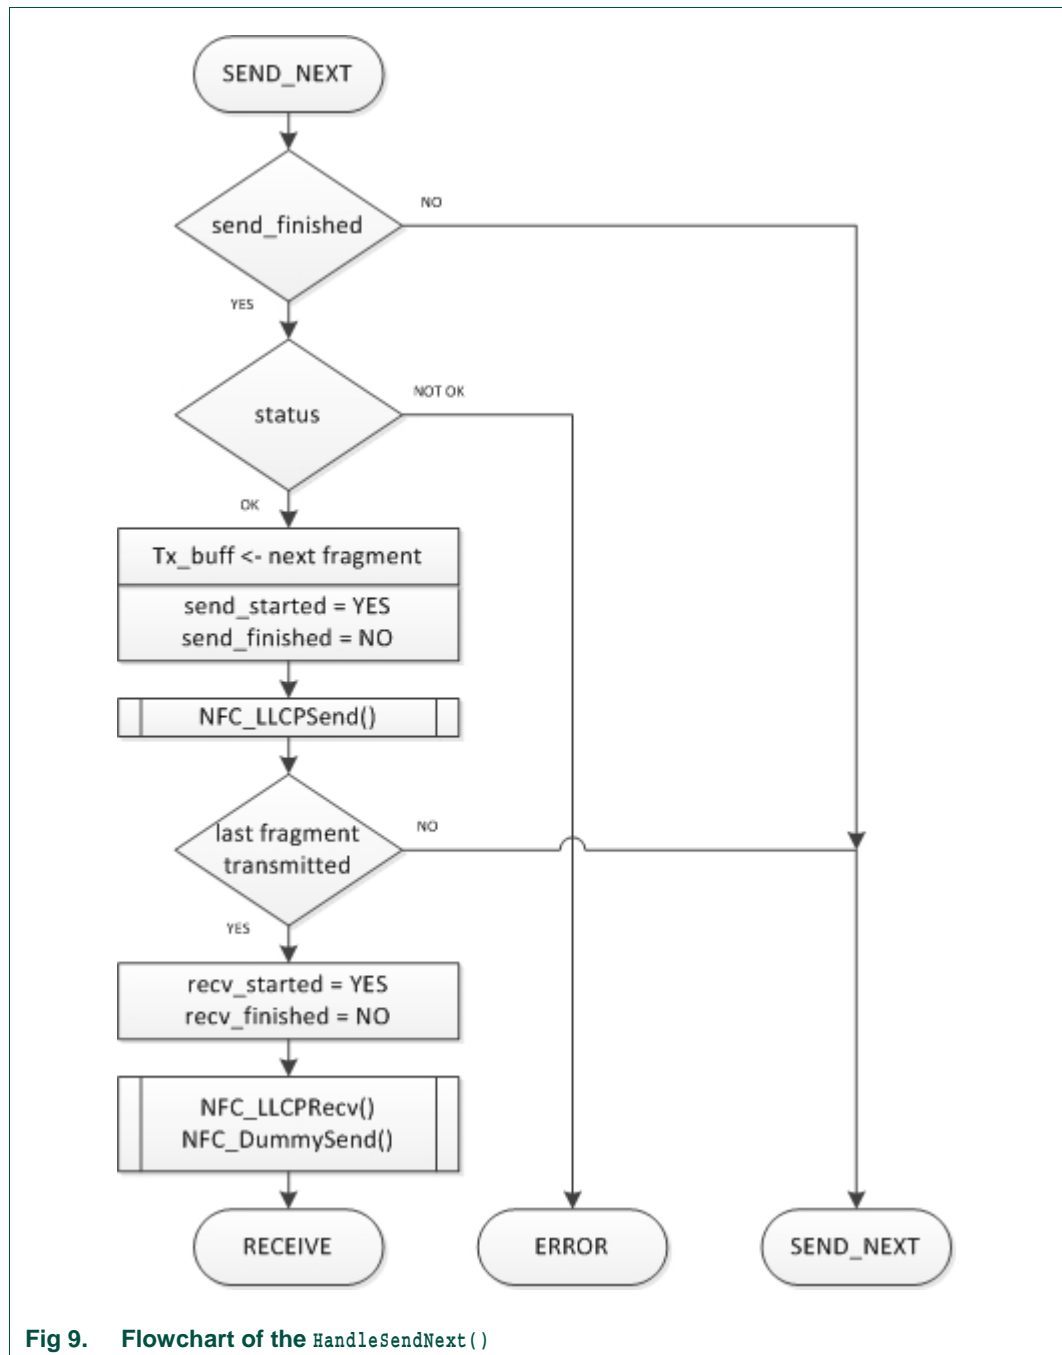 SEND_NEXT
NO
send_finished
YES
NOT OK
status
OK
Tx_buff <- next fragment
send_started = YES
send_finished = NO
NFC_LLCPSend()
NO
last fragment
transmitted
YES
recv_started = YES
recv_finished = NO
NFC_LLCPRecv()
NFC_DummySend()
RECEIVE
ERROR
SEND_NEXT
Fig 9. Flowchart of the HandleSendNext()